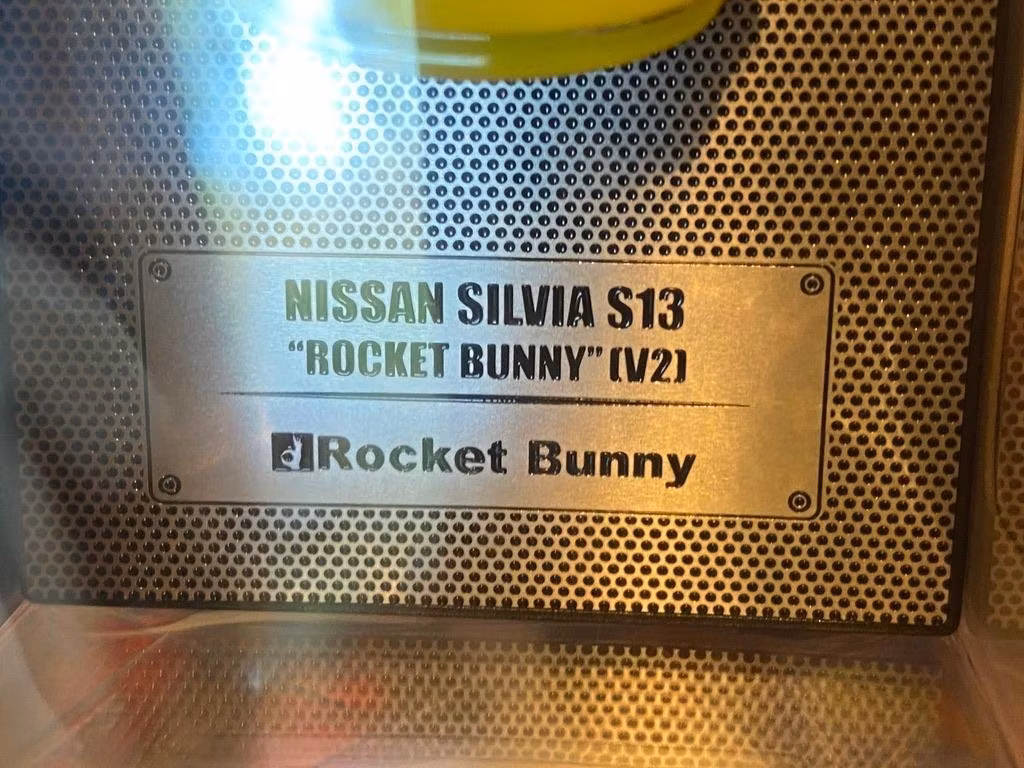 NISSAN SILVIA S13
“ROCKET BUNNY” (V2)
Rocket Bunny